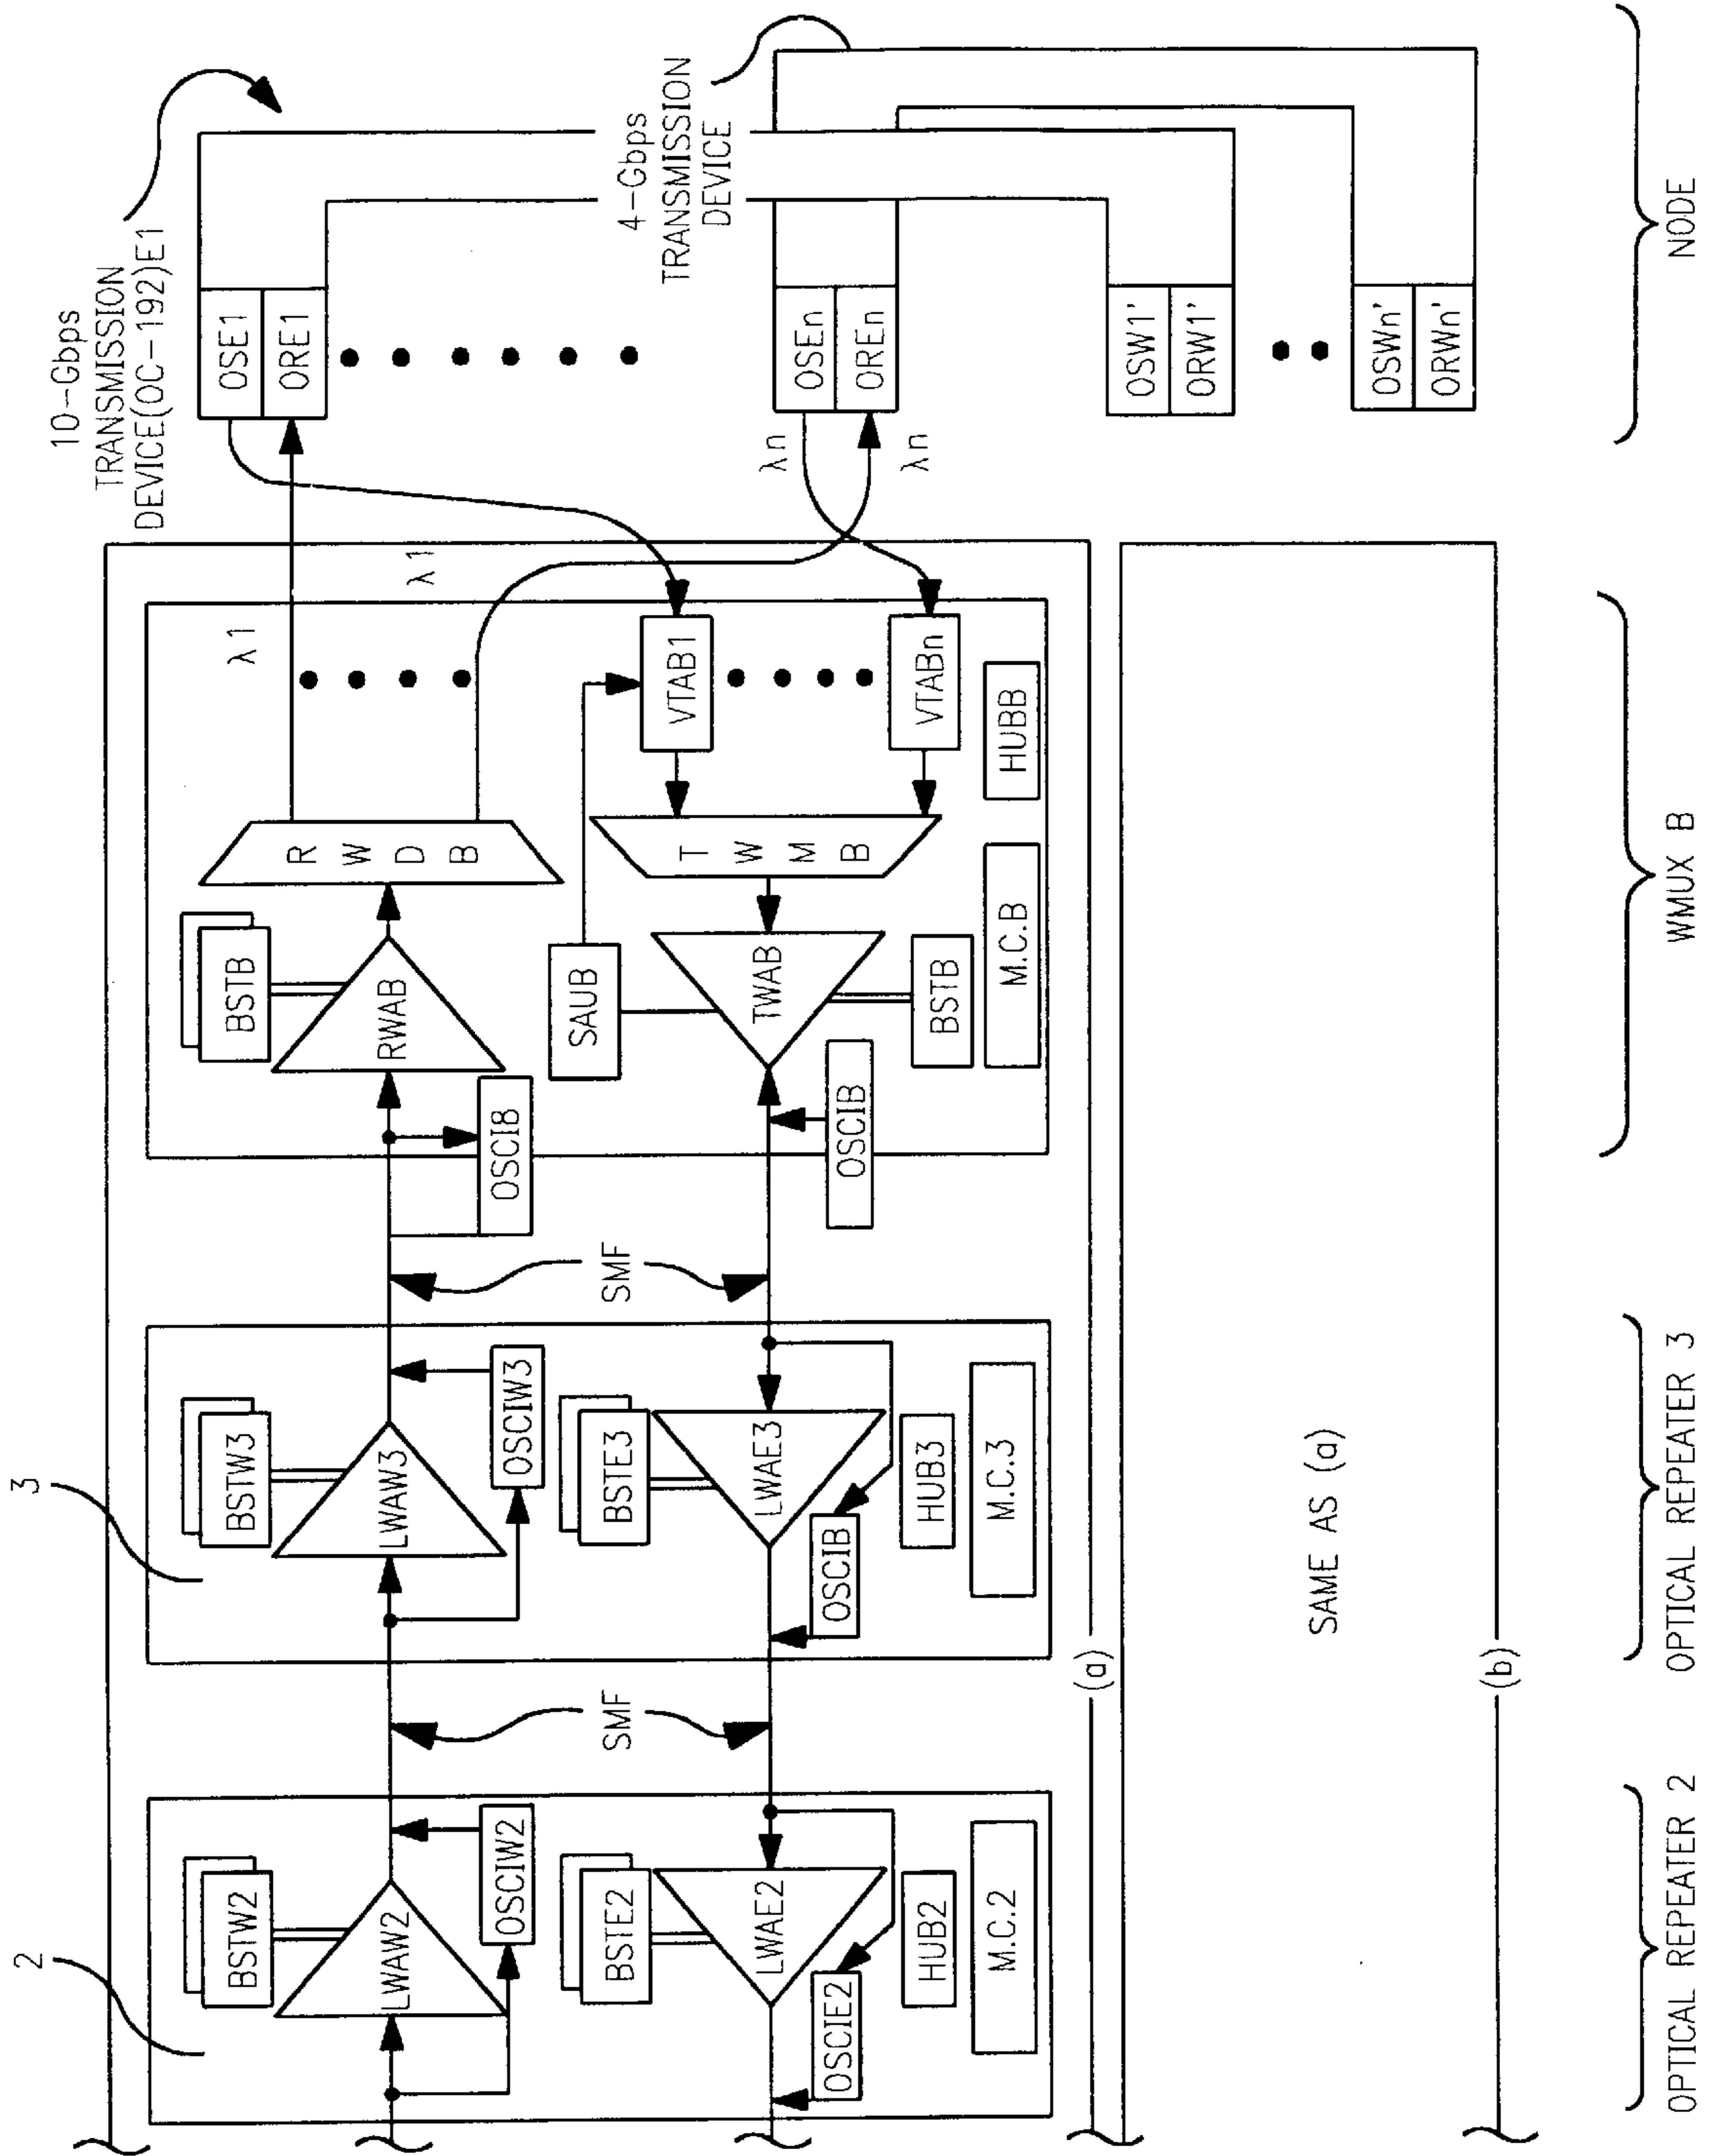 2
BSTW2
LWAW2
OSCIW2
BSTE2
LWAE2
OSCIE2
HUB2
M.C.2
SMF
3
BSTW3
LWAW3
OSCIW3
BSTE3
LWAE3
OSCIB
HUB3
M.C.3
SMF
BSTB
RWAB
OSCIB
RWDB
λ1
λ1
SAUB
VTAB1
VTABn
TWMB
TWAB
OSCIB
BSTB
M.C.B
HUBB
10-Gbps
TRANSMISSION
DEVICE(OC-192)E1
OSE1
ORE1
4-Gbps
TRANSMISSION
DEVICE
λn
λn
OSEn
OREn
OSW1'
ORW1'
OSWn'
ORWn'
(a)
SAME AS (a)
(b)
OPTICAL REPEATER 2
OPTICAL REPEATER 3
WMUX B
NODE